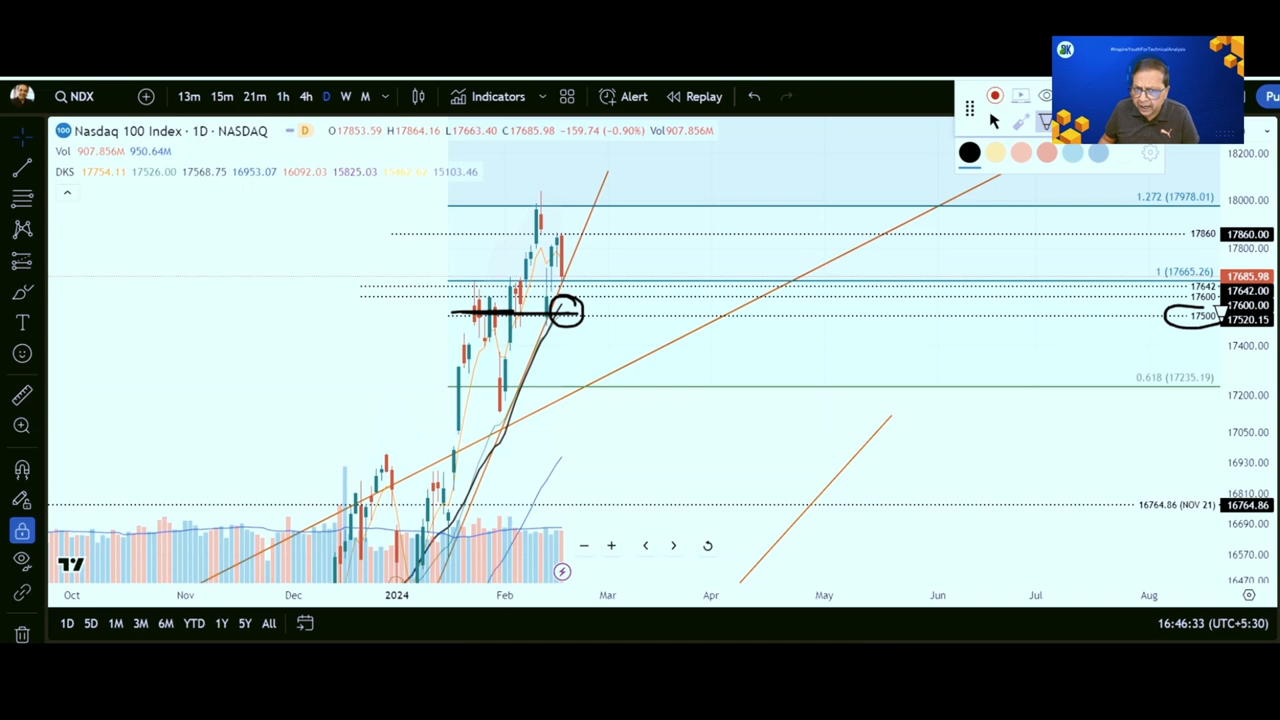 #InspireYouthForTechnicalAnalysis
NDX 13m 15m 21m 1h 4h D W M Indicators Alert Replay Pu
100 Nasdaq 100 Index · 1D · NASDAQ D O17853.59 H17864.16 L17663.40 C17685.98 −159.74 (−0.90%) Vol907.856M
Vol 907.856M 950.64M
DKS 17754.11 17526.00 17568.75 16953.07 16092.03 15825.03 15103.46
18200.00
1.272 (17978.01) 18000.00
17860 17860.00
17800.00
1 (17665.26) 17685.98
17642 17642.00
17600 17600.00
17500 17520.15
17400.00
0.618 (17235.19) 17200.00
17050.00
16930.00
16810.00
16764.86 (NOV 21) 16764.86
16690.00
16570.00
16470.00
Oct Nov Dec 2024 Feb Mar Apr May Jun Jul Aug
1D 5D 1M 3M 6M YTD 1Y 5Y All 16:46:33 (UTC+5:30)